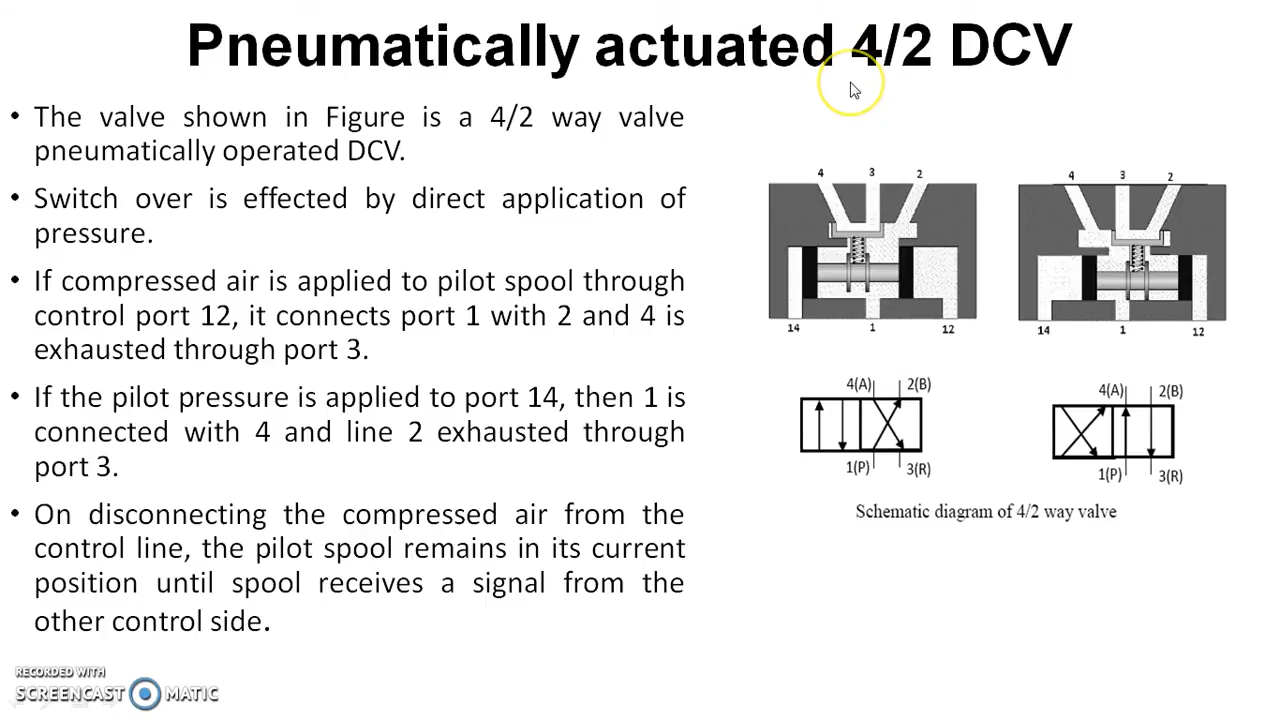 Pneumatically actuated 4/2 DCV
• The valve shown in Figure is a 4/2 way valve
pneumatically operated DCV.
• Switch over is effected by direct application of
pressure.
• If compressed air is applied to pilot spool through
control port 12, it connects port 1 with 2 and 4 is
exhausted through port 3.
• If the pilot pressure is applied to port 14, then 1 is
connected with 4 and line 2 exhausted through
port 3.
• On disconnecting the compressed air from the
control line, the pilot spool remains in its current
position until spool receives a signal from the
other control side.
4 3 2
14 1 12
4 3 2
14 1 12
4(A) 2(B)
1(P) 3(R)
4(A) 2(B)
1(P) 3(R)
Schematic diagram of 4/2 way valve
RECORDED WITH
SCREENCAST MATIC